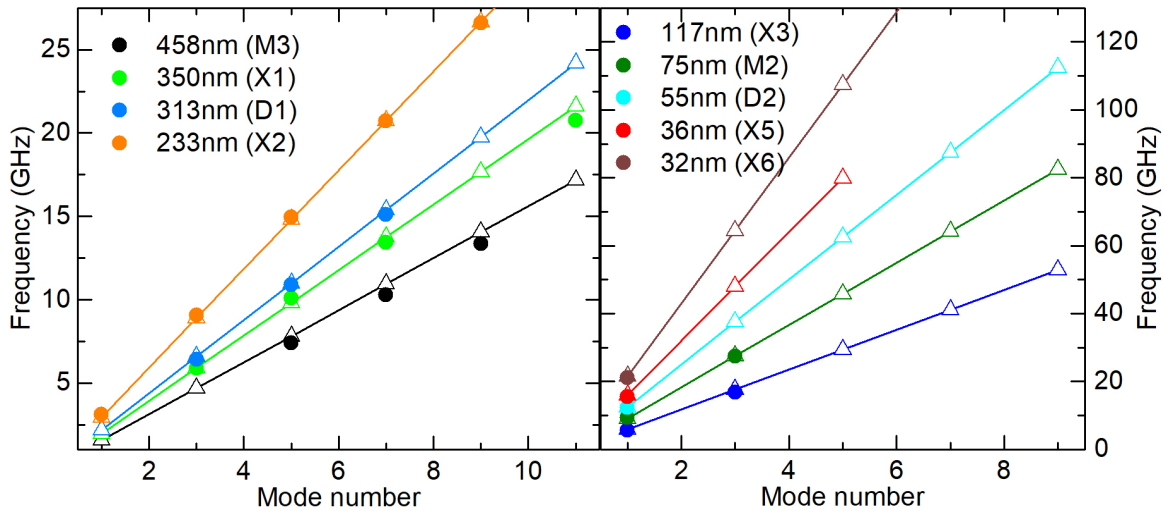 25
20
15
10
5
Frequency (GHz)
458nm (M3)
350nm (X1)
313nm (D1)
233nm (X2)
2
4
6
8
10
Mode number
117nm (X3)
75nm (M2)
55nm (D2)
36nm (X5)
32nm (X6)
120
100
80
60
40
20
0
Frequency (GHz)
2
4
6
8
Mode number